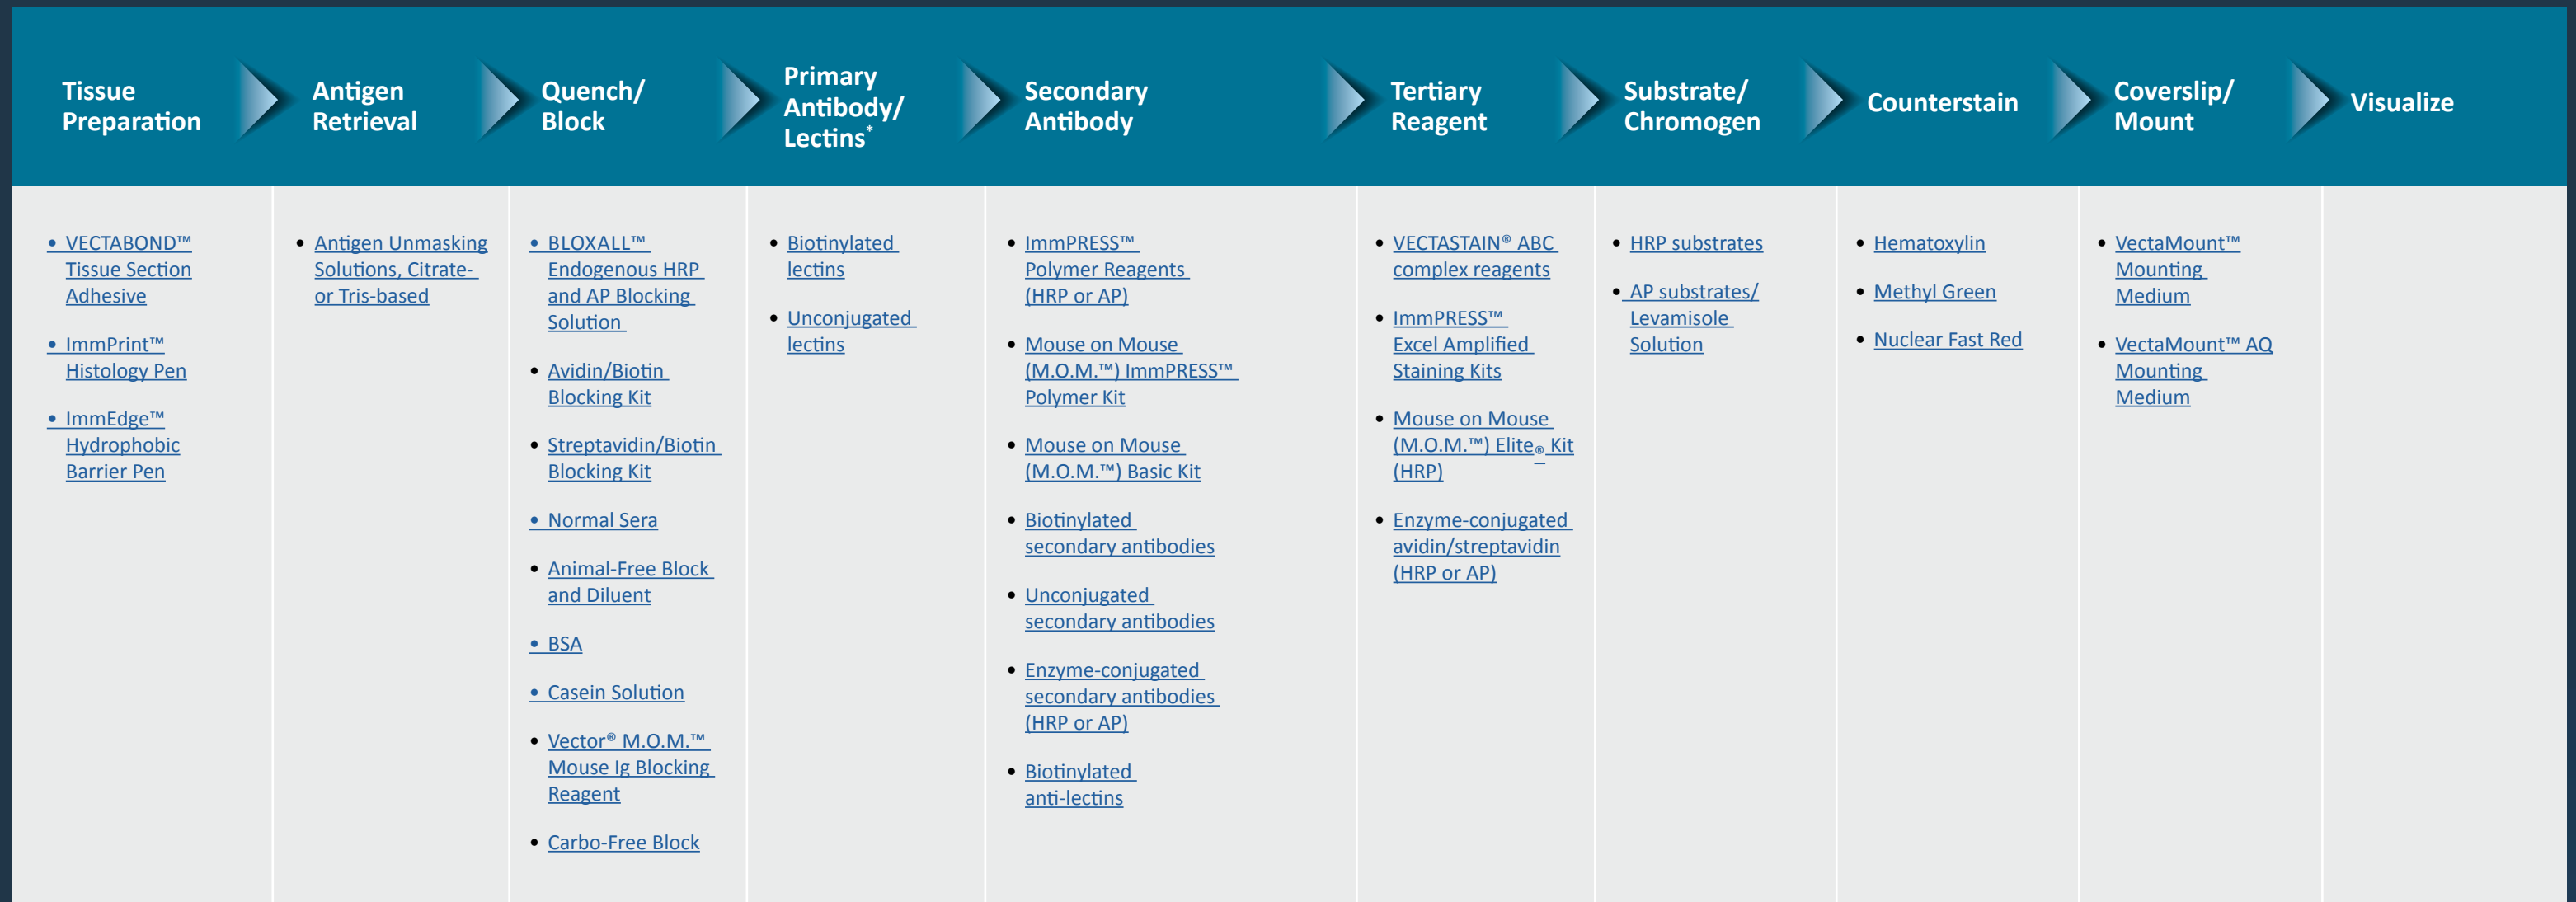 Tissue
Preparation
Antigen
Retrieval
Quench/
Block
Primary
Antibody/
Lectins*
Secondary
Antibody
Tertiary
Reagent
Substrate/
Chromogen
Counterstain
Coverslip/
Mount
Visualize
• VECTABOND™
Tissue Section
Adhesive
• ImmPrint™
Histology Pen
• ImmEdge™
Hydrophobic
Barrier Pen
• Antigen Unmasking
Solutions, Citrate-
or Tris-based
• BLOXALL™
Endogenous HRP
and AP Blocking
Solution
• Avidin/Biotin
Blocking Kit
• Streptavidin/Biotin
Blocking Kit
• Normal Sera
• Animal-Free Block
and Diluent
• BSA
• Casein Solution
• Vector® M.O.M.™
Mouse Ig Blocking
Reagent
• Carbo-Free Block
• Biotinylated
lectins
• Unconjugated
lectins
• ImmPRESS™
Polymer Reagents
(HRP or AP)
• Mouse on Mouse
(M.O.M.™) ImmPRESS™
Polymer Kit
• Mouse on Mouse
(M.O.M.™) Basic Kit
• Biotinylated
secondary antibodies
• Unconjugated
secondary antibodies
• Enzyme-conjugated
secondary antibodies
(HRP or AP)
• Biotinylated
anti-lectins
• VECTASTAIN® ABC
complex reagents
• ImmPRESS™
Excel Amplified
Staining Kits
• Mouse on Mouse
(M.O.M.™) Elite® Kit
(HRP)
• Enzyme-conjugated
avidin/streptavidin
(HRP or AP)
• HRP substrates
• AP substrates/
Levamisole
Solution
• Hematoxylin
• Methyl Green
• Nuclear Fast Red
• VectaMount™
Mounting
Medium
• VectaMount™ AQ
Mounting
Medium